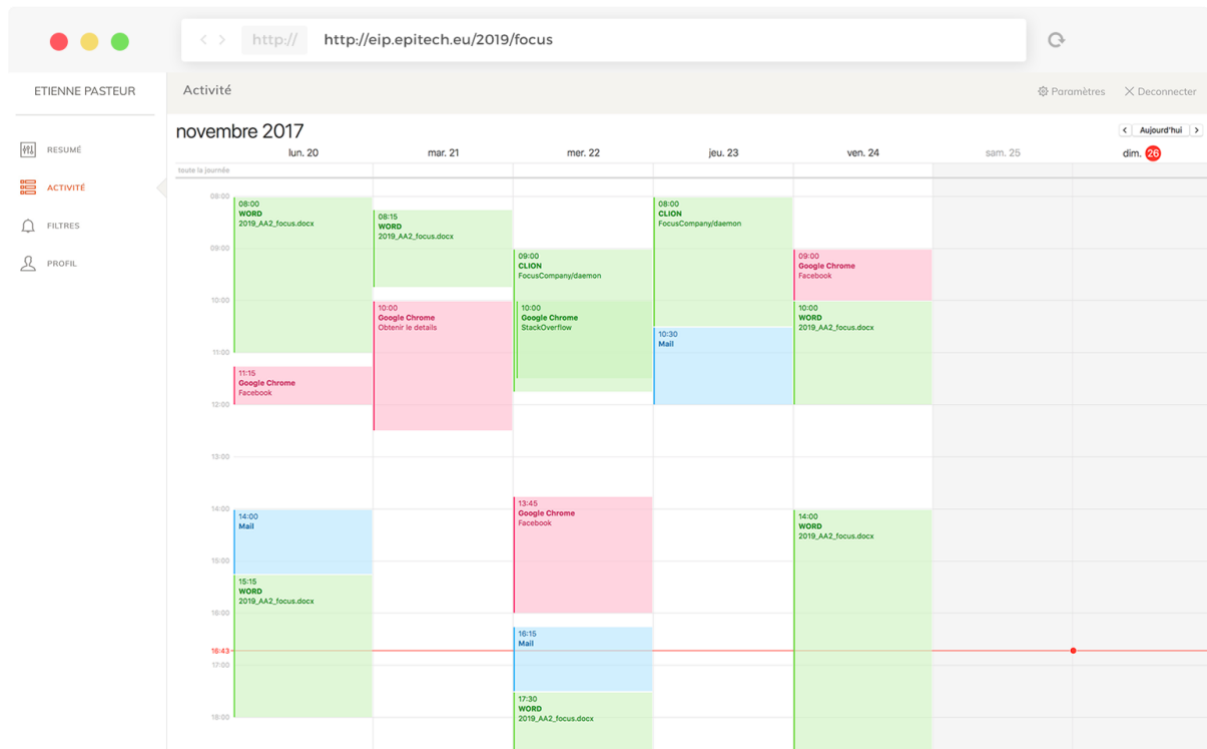 http:// http://eip.epitech.eu/2019/focus
ETIENNE PASTEUR
Activité
Paramètres
Deconnecter
RESUMÉ
ACTIVITÉ
FILTRES
PROFIL
novembre 2017
Aujourd'hui
lun. 20
mar. 21
mer. 22
jeu. 23
ven. 24
sam. 25
dim. 26
toute la journée
08:00
09:00
10:00
11:00
12:00
13:00
14:00
15:00
16:00
16:43
17:00
18:00
08:00
WORD
2019_AA2_focus.docx
11:15
Google Chrome
Facebook
14:00
Mail
15:15
WORD
2019_AA2_focus.docx
08:15
WORD
2019_AA2_focus.docx
10:00
Google Chrome
Obtenir le details
09:00
CLION
FocusCompany/daemon
10:00
Google Chrome
StackOverflow
13:45
Google Chrome
Facebook
16:15
Mail
17:30
WORD
2019_AA2_focus.docx
08:00
CLION
FocusCompany/daemon
10:30
Mail
09:00
Google Chrome
Facebook
10:00
WORD
2019_AA2_focus.docx
14:00
WORD
2019_AA2_focus.docx